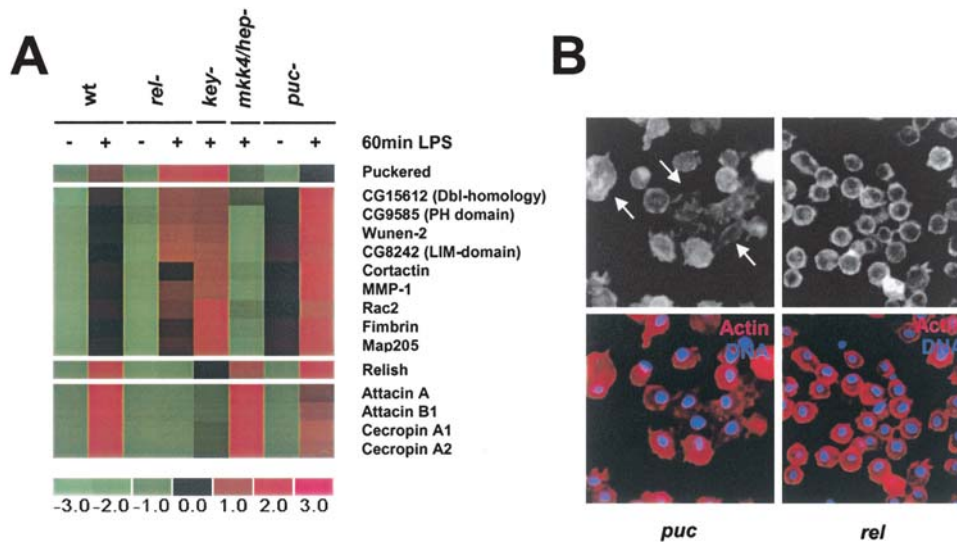 A
B
wt rel- key- mkk4/hep- puc-
- + - + + + - + 60min LPS
Puckered
CG15612 (Dbl-homology)
CG9585 (PH domain)
Wunen-2
CG8242 (LIM-domain)
Cortactin
MMP-1
Rac2
Fimbrin
Map205
Relish
Attacin A
Attacin B1
Cecropin A1
Cecropin A2
-3.0 -2.0 -1.0 0.0 1.0 2.0 3.0
Actin
DNA
Actin
DNA
puc rel